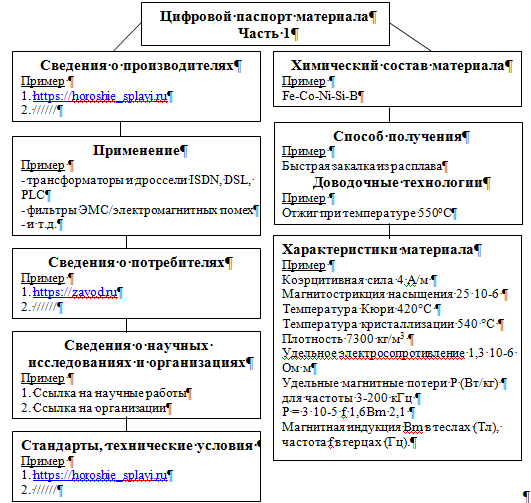 Цифровой паспорт материала
Часть 1
Сведения о производителях
Пример
1. https://horoshie_splavi.ru
2. //////
Применение
Пример
- трансформаторы и дроссели ISDN, DSL,
PLC
- фильтры ЭМС/электромагнитных помех
- и т.д.
Сведения о потребителях
Пример
1. https://zavod.ru
2. //////
Сведения о научных
исследованиях и организациях
Пример
1. Ссылка на научные работы
2. Ссылка на организации
Стандарты, технические условия
Пример
1. https://horoshie_splavi.ru
2. //////
Химический состав материала
Пример
Fe-Co-Ni-Si-B
Способ получения
Пример
Быстрая закалка из расплава
Доводочные технологии
Пример
Отжиг при температуре 550⁰С
Характеристики материала
Пример
Коэрцитивная сила 4 А/м
Магнитострикция насыщения 25·10-6
Температура Кюри 420°С
Температура кристаллизации 540 °С
Плотность 7300 кг/м³
Удельное электросопротивление 1,3·10-6
Ом·м
Удельные магнитные потери P (Вт/кг)
для частоты 3-200 кГц
P = 3·10-5·f·1,6Bm·2,1
Магнитная индукция Bm в теслах (Тл),
частота f в герцах (Гц).